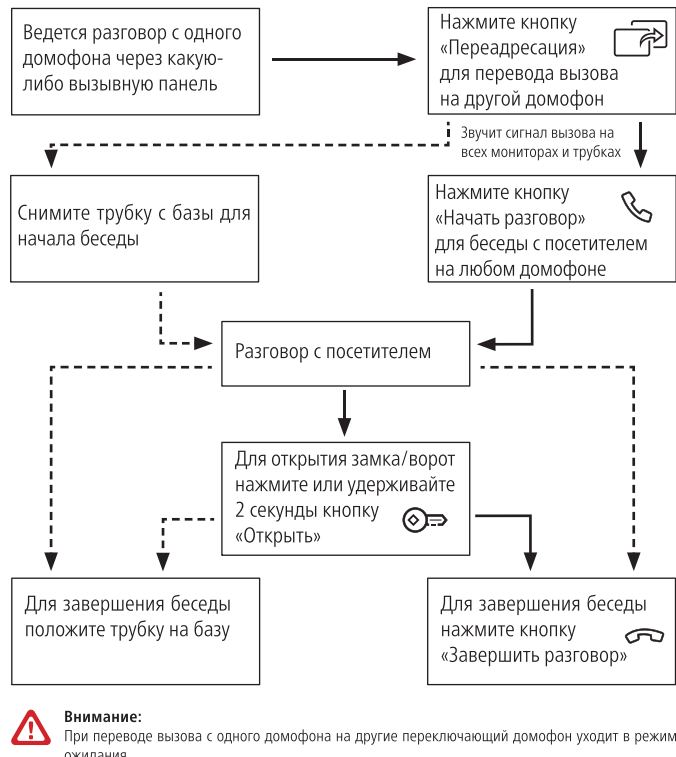 Ведется разговор с одного
домофона через какую-
либо вызывную панель
Нажмите кнопку
«Переадресация»
для перевода вызова
на другой домофон
Звучит сигнал вызова на
всех мониторах и трубках
Снимите трубку с базы для
начала беседы
Нажмите кнопку
«Начать разговор»
для беседы с посетителем
на любом домофоне
Разговор с посетителем
Для открытия замка/ворот
нажмите или удерживайте
2 секунды кнопку
«Открыть»
Для завершения беседы
положите трубку на базу
Для завершения беседы
нажмите кнопку
«Завершить разговор»
Внимание:
При переводе вызова с одного домофона на другие переключающий домофон уходит в режим
ожидания